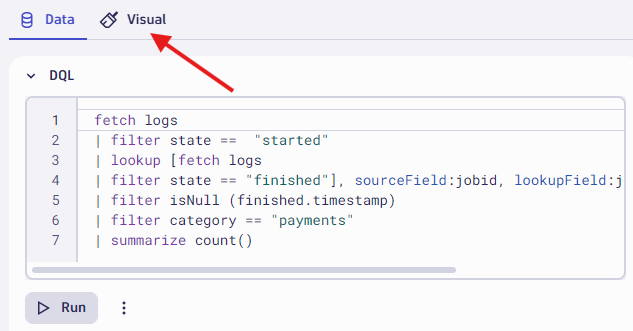 Data Visual
DQL
1 fetch logs
2 | filter state ==  "started"
3 | lookup [fetch logs
4 | filter state == "finished"], sourceField:jobid, lookupField:j
5 | filter isNull (finished.timestamp)
6 | filter category == "payments"
7 | summarize count()
Run